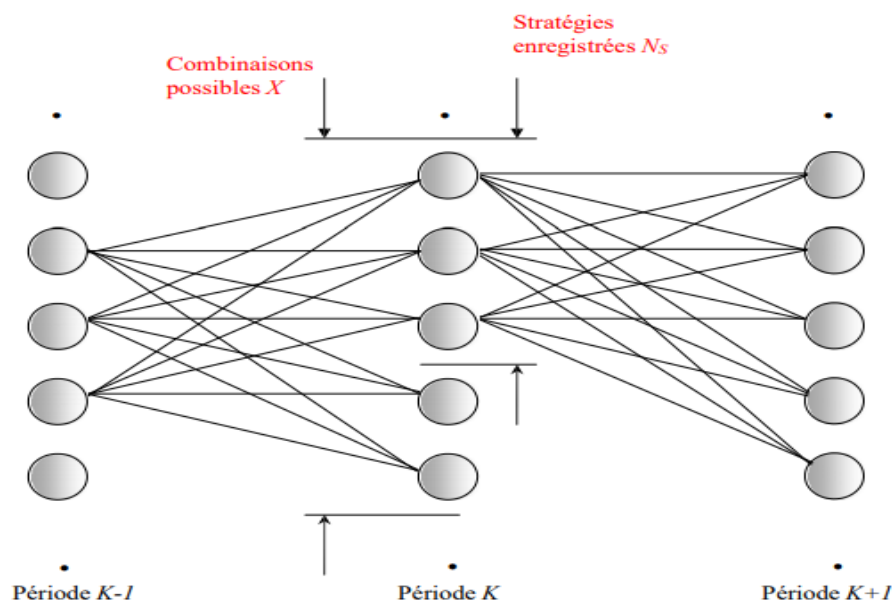 Stratégies
enregistrées N_S
Combinaisons
possibles X
Période K-1
Période K
Période K+1